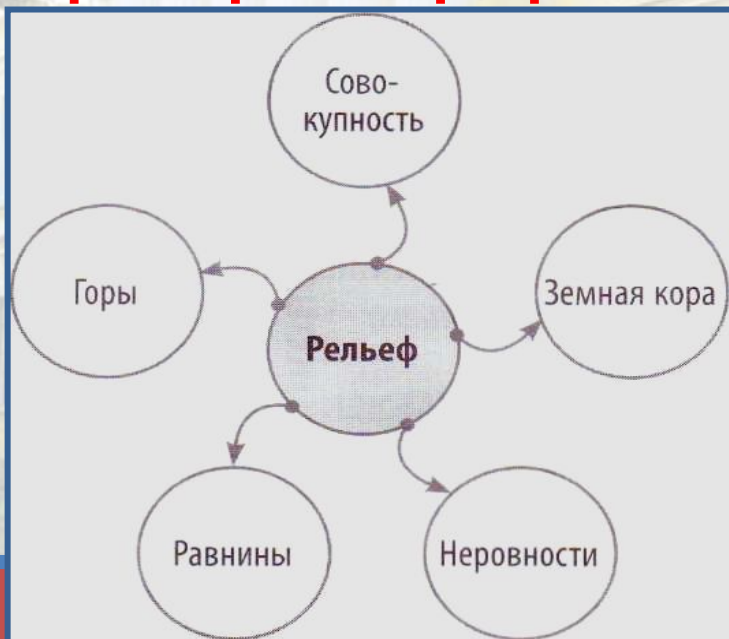 Сово-
купность
Горы
Земная кора
Рельеф
Равнины
Неровности